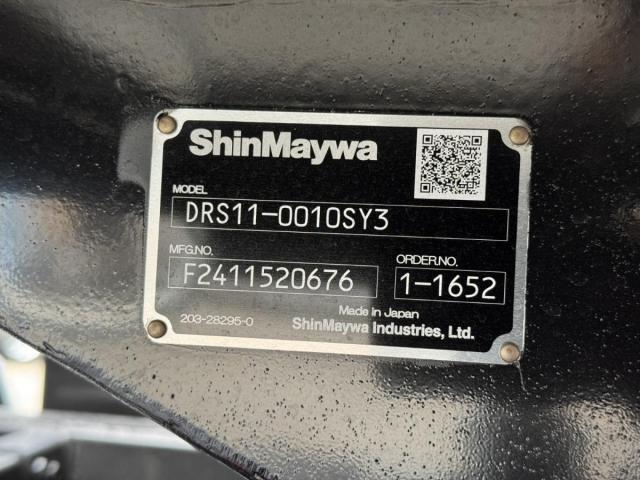 ShinMaywa
MODEL
DRS11-0010SY3
MFG.NO. ORDER.NO.
F2411520676 1-1652
Made in Japan
203-28295-0 ShinMaywa Industries, Ltd.